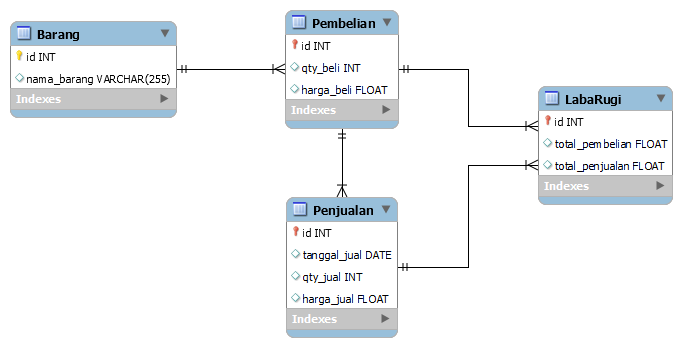 Barang
id INT
nama_barang VARCHAR(255)
Indexes
Pembelian
id INT
qty_beli INT
harga_beli FLOAT
Indexes
Penjualan
id INT
tanggal_jual DATE
qty_jual INT
harga_jual FLOAT
Indexes
LabaRugi
id INT
total_pembelian FLOAT
total_penjualan FLOAT
Indexes